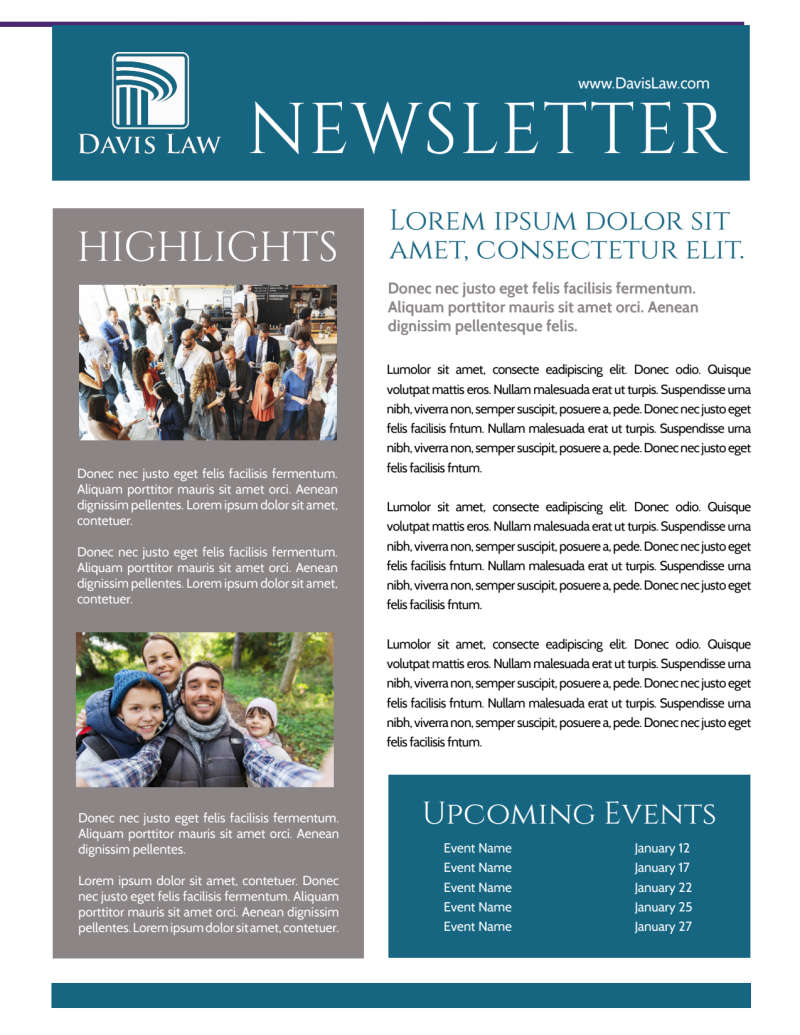 www.DavisLaw.com
DAVIS LAW
NEWSLETTER
HIGHLIGHTS
Donec nec justo eget felis facilisis fermentum.
Aliquam porttitor mauris sit amet orci. Aenean
dignissim pellentes. Lorem ipsum dolor sit amet,
contetuer.
Donec nec justo eget felis facilisis fermentum.
Aliquam porttitor mauris sit amet orci. Aenean
dignissim pellentes. Lorem ipsum dolor sit amet,
contetuer.
Donec nec justo eget felis facilisis fermentum.
Aliquam porttitor mauris sit amet orci. Aenean
dignissim pellentes.
Lorem ipsum dolor sit amet, contetuer. Donec
nec justo eget felis facilisis fermentum. Aliquam
porttitor mauris sit amet orci. Aenean dignissim
pellentes. Lorem ipsum dolor sit amet, contetuer.
LOREM IPSUM DOLOR SIT
AMET, CONSECTETUR ELIT.
Donec nec justo eget felis facilisis fermentum.
Aliquam porttitor mauris sit amet orci. Aenean
dignissim pellentesque felis.
Lumolor sit amet, consecte eadipiscing elit. Donec odio. Quisque
volutpat mattis eros. Nullam malesuada erat ut turpis. Suspendisse urna
nibh, viverra non, semper suscipit, posuere a, pede. Donec nec justo eget
felis facilisis fntum. Nullam malesuada erat ut turpis. Suspendisse urna
nibh, viverra non, semper suscipit, posuere a, pede. Donec nec justo eget
felis facilisis fntum.
Lumolor sit amet, consecte eadipiscing elit. Donec odio. Quisque
volutpat mattis eros. Nullam malesuada erat ut turpis. Suspendisse urna
nibh, viverra non, semper suscipit, posuere a, pede. Donec nec justo eget
felis facilisis fntum. Nullam malesuada erat ut turpis. Suspendisse urna
nibh, viverra non, semper suscipit, posuere a, pede. Donec nec justo eget
felis facilisis fntum.
Lumolor sit amet, consecte eadipiscing elit. Donec odio. Quisque
volutpat mattis eros. Nullam malesuada erat ut turpis. Suspendisse urna
nibh, viverra non, semper suscipit, posuere a, pede. Donec nec justo eget
felis facilisis fntum. Nullam malesuada erat ut turpis. Suspendisse urna
nibh, viverra non, semper suscipit, posuere a, pede. Donec nec justo eget
felis facilisis fntum.
UPCOMING EVENTS
Event Name January 12
Event Name January 17
Event Name January 22
Event Name January 25
Event Name January 27